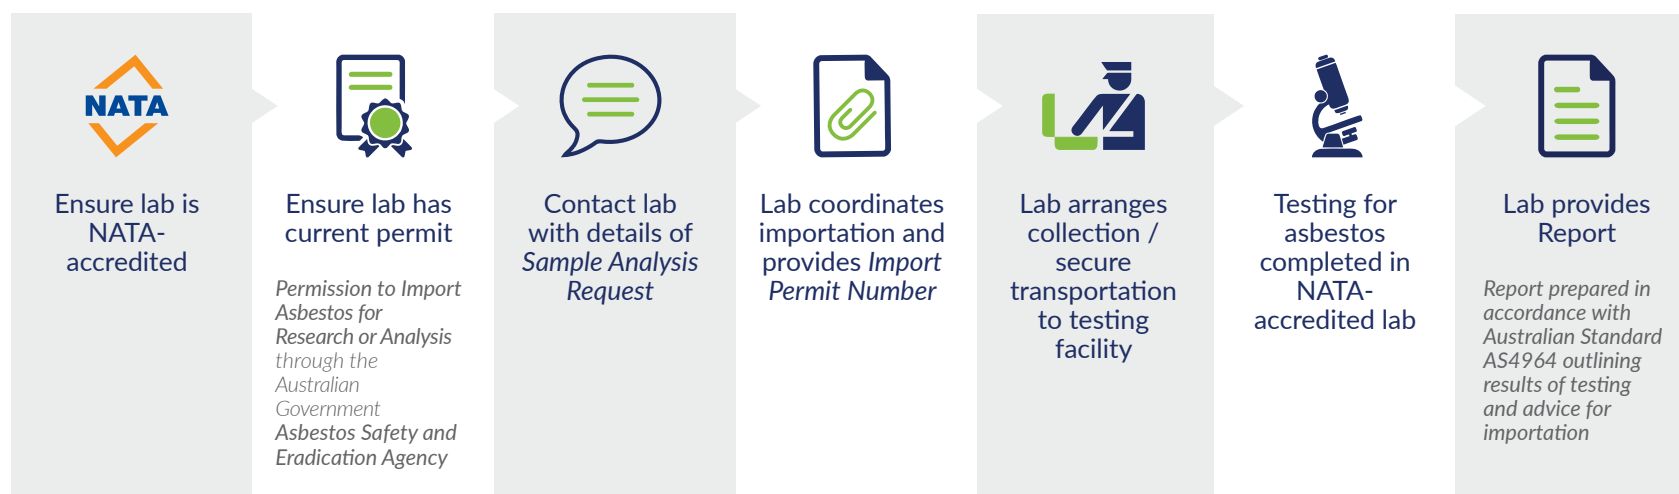 NATA
Ensure lab is
NATA-
accredited
Ensure lab has
current permit
Permission to Import
Asbestos for
Research or Analysis
through the
Australian
Government
Asbestos Safety and
Eradication Agency
Contact lab
with details of
Sample Analysis
Request
Lab coordinates
importation and
provides Import
Permit Number
Lab arranges
collection /
secure
transportation
to testing
facility
Testing for
asbestos
completed in
NATA-
accredited lab
Lab provides
Report
Report prepared in
accordance with
Australian Standard
AS4964 outlining
results of testing
and advice for
importation